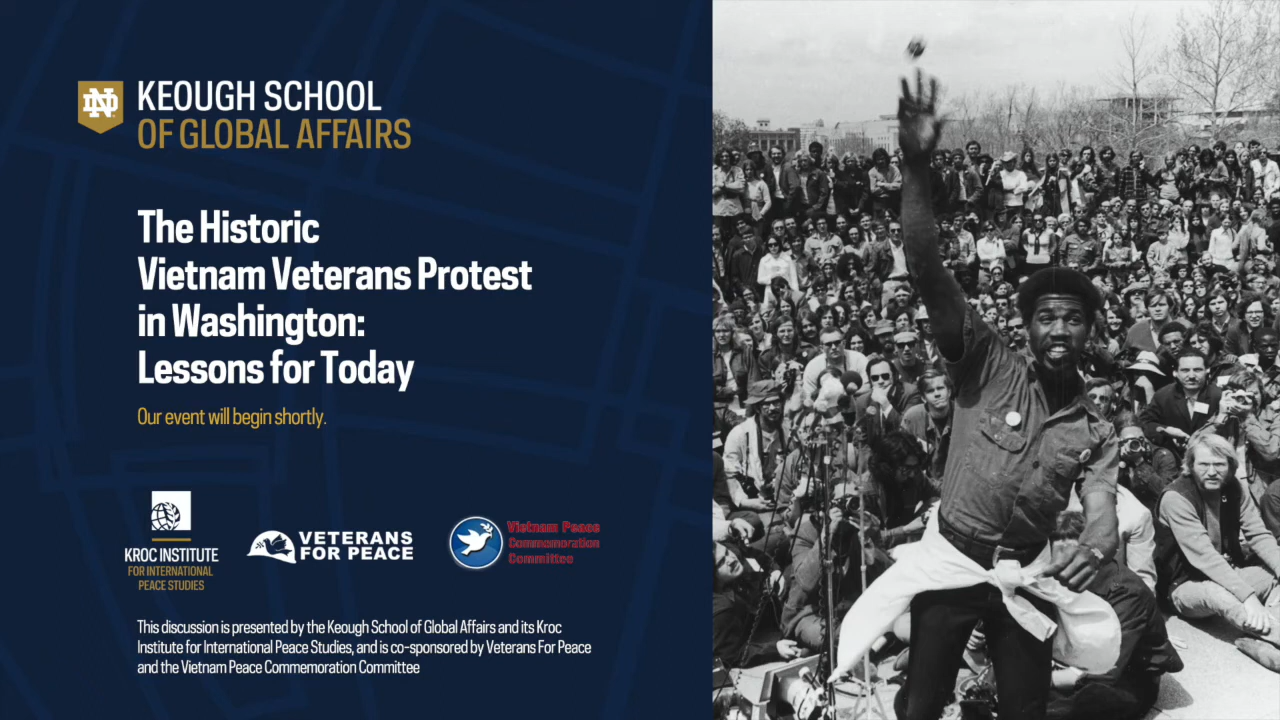 ND
KEOUGH SCHOOL
OF GLOBAL AFFAIRS
The Historic
Vietnam Veterans Protest
in Washington:
Lessons for Today
Our event will begin shortly.
KROC INSTITUTE
FOR INTERNATIONAL
PEACE STUDIES
VETERANS
FOR PEACE
Vietnam Peace
Commemoration
Committee
This discussion is presented by the Keough School of Global Affairs and its Kroc
Institute for International Peace Studies, and is co-sponsored by Veterans For Peace
and the Vietnam Peace Commemoration Committee